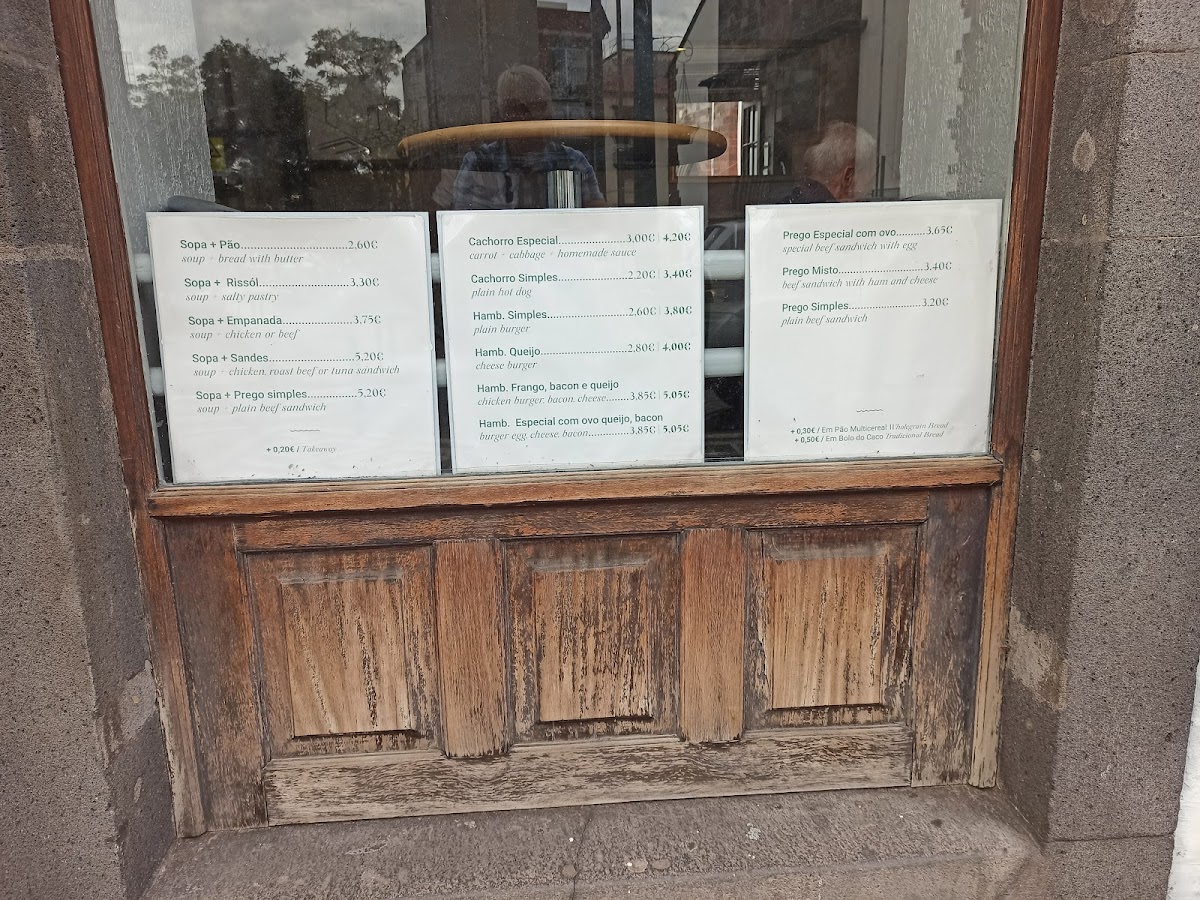 Sopa + Pão..................................2.60€
soup + bread with butter
Sopa + Rissól..............................3.30€
soup + salty pastry
Sopa + Empanada......................3.75€
soup + chicken or beef
Sopa + Sandes...........................5,20€
soup + chicken, roast beef or tuna sandwich
Sopa + Prego simples................5,20€
soup + plain beef sandwich
+ 0,20€ / Takeaway
Cachorro Especial.....................3,00€ | 4,20€
carrot + cabbage + homemade sauce
Cachorro Simples.....................2.20€ | 3,40€
plain hot dog
Hamb. Simples.........................2,60€ | 3,80€
plain burger
Hamb. Queijo...........................2,80€ | 4,00€
cheese burger
Hamb. Frango, bacon e queijo
chicken burger, bacon, cheese.......3,85€ | 5,05€
Hamb. Especial com ovo queijo, bacon
burger egg, cheese, bacon.............3,85€ | 5,05€
Prego Especial com ovo.........3,65€
special beef sandwich with egg
Prego Misto...........................3.40€
beef sandwich with ham and cheese
Prego Simples.......................3.20€
plain beef sandwich
+ 0,30€ / Em Pão Multicereal Wholegrain Bread
+ 0,50€ / Em Bolo do Caco Tradicional Bread